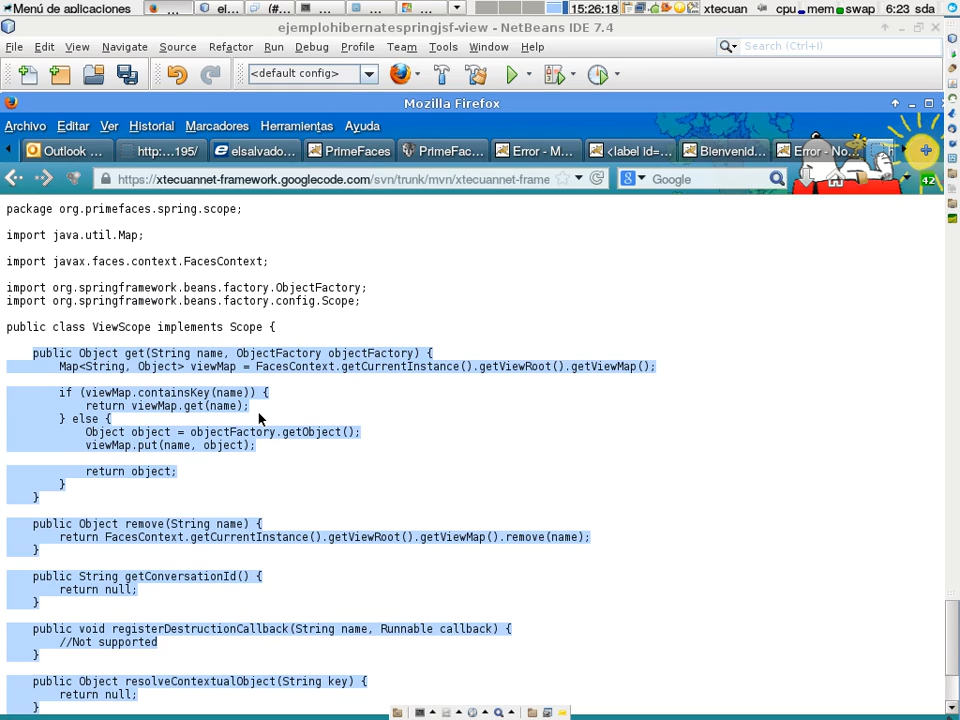 Menú de aplicaciones
...
el...
(#...
...
...
...
15:26:18
xtecuan
cpu
mem
swap
6:23
sda
ejemplohibernatespringjsf-view - NetBeans IDE 7.4
File Edit View Navigate Source Refactor Run Debug Profile Team Tools Window Help
Search (Ctrl+I)
<default config>
Mozilla Firefox
Archivo Editar Ver Historial Marcadores Herramientas Ayuda
Outlook ...
http:...195/
elsalvado...
PrimeFaces
PrimeFac...
Error - M...
<label id=...
Bienvenid...
Error - No...
https://xtecuannet-framework.googlecode.com/svn/trunk/mvn/xtecuannet-frame
Google
42
package org.primefaces.spring.scope;
import java.util.Map;
import javax.faces.context.FacesContext;
import org.springframework.beans.factory.ObjectFactory;
import org.springframework.beans.factory.config.Scope;
public class ViewScope implements Scope {
public Object get(String name, ObjectFactory objectFactory) {
Map<String, Object> viewMap = FacesContext.getCurrentInstance().getViewRoot().getViewMap();
if (viewMap.containsKey(name)) {
return viewMap.get(name);
} else {
Object object = objectFactory.getObject();
viewMap.put(name, object);
return object;
}
}
public Object remove(String name) {
return FacesContext.getCurrentInstance().getViewRoot().getViewMap().remove(name);
}
public String getConversationId() {
return null;
}
public void registerDestructionCallback(String name, Runnable callback) {
//Not supported
}
public Object resolveContextualObject(String key) {
return null;
}